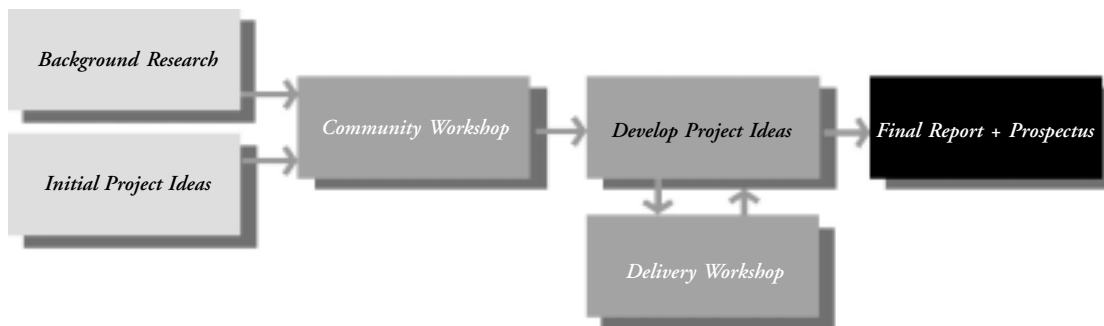 Background Research
Initial Project Ideas
Community Workshop
Develop Project Ideas
Delivery Workshop
Final Report + Prospectus